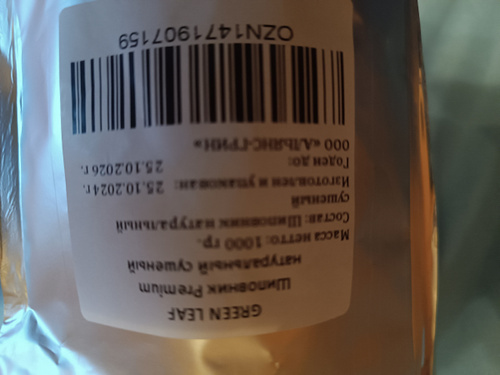 GREEN LEAF
Шиповник Premium
натуральный сушеный
Масса нетто: 1000 гр.
Состав: Шиповник натуральный
сушеный
Изготовлен и упакован: 25.10.2024 г.
Годен до: 25.10.2026 г.
ООО «АЛЬЯНС-ГРИН»
OZN1471907159